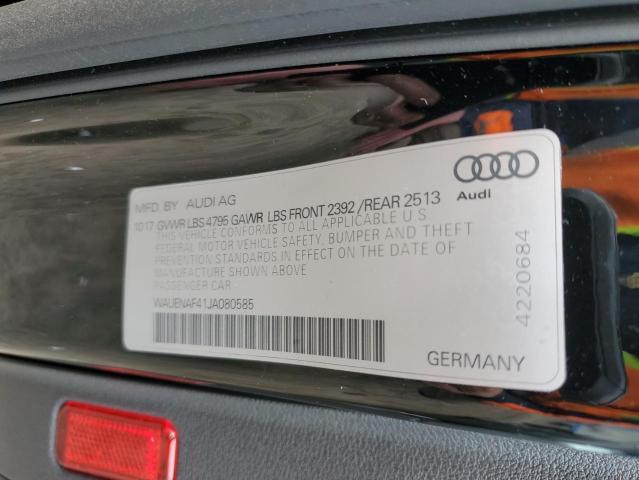 MFD. BY AUDI AG
10 17 GVWR LBS 4795 GAWR LBS FRONT 2392 / REAR 2513
THIS VEHICLE CONFORMS TO ALL APPLICABLE U S
FEDERAL MOTOR VEHICLE SAFETY, BUMPER AND THEFT
PREVENTION STANDARDS IN EFFECT ON THE DATE OF
MANUFACTURE SHOWN ABOVE
PASSENGER CAR
WAUENAF41JA080585
Audi
4220684
GERMANY